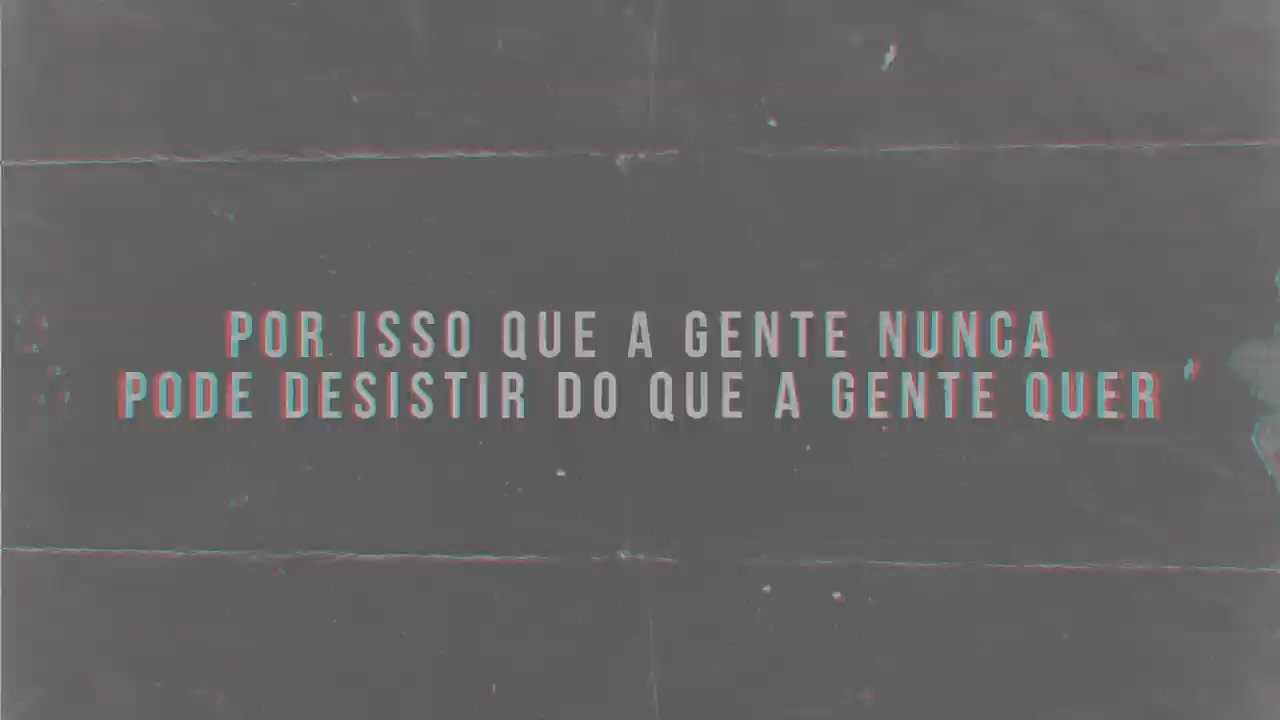 POR ISSO QUE A GENTE NUNCA
PODE DESISTIR DO QUE A GENTE QUER